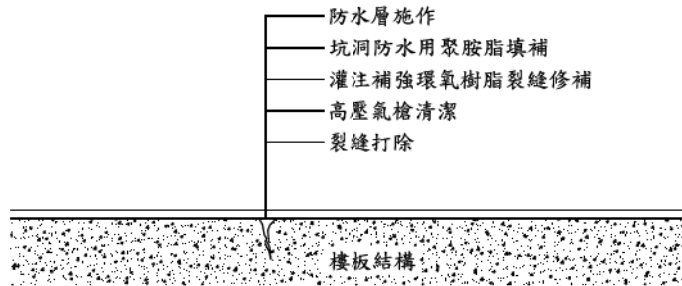 防水層施作
坑洞防水用聚胺脂填補
灌注補強環氧樹脂裂縫修補
高壓氣槍清潔
裂縫打除
樓板結構